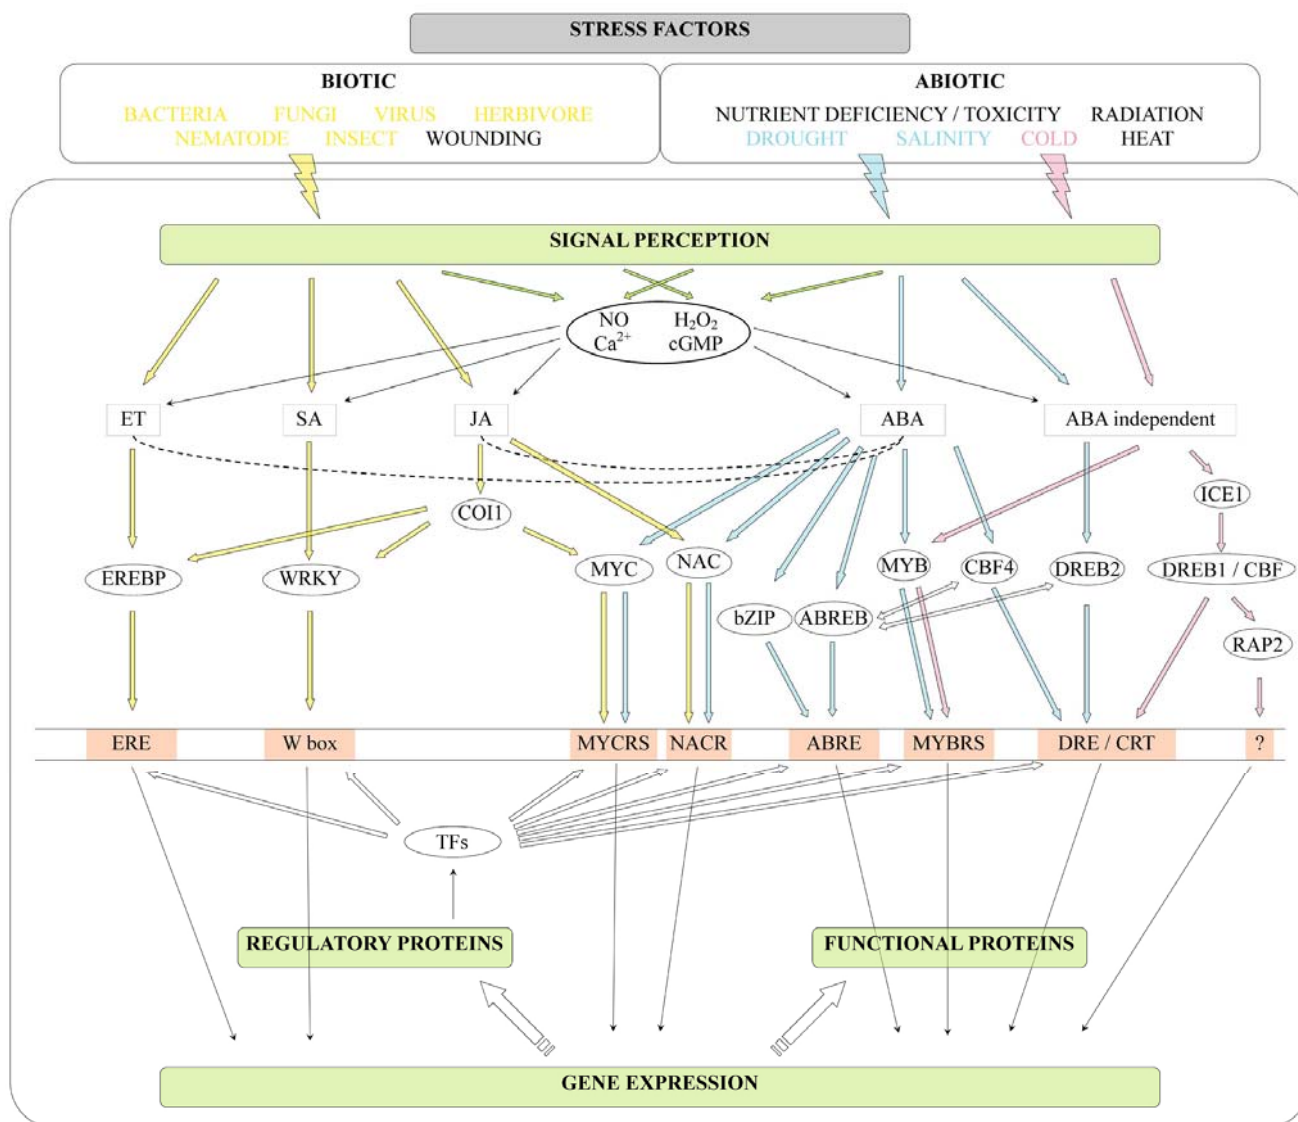 STRESS FACTORS
BIOTIC
BACTERIA FUNGI VIRUS HERBIVORE
NEMATODE INSECT WOUNDING
ABIOTIC
NUTRIENT DEFICIENCY / TOXICITY RADIATION
DROUGHT SALINITY COLD HEAT
SIGNAL PERCEPTION
NO H₂O₂
Ca²⁺ cGMP
ET SA JA ABA ABA independent
ICE1
COI1
EREBP WRKY MYC NAC MYB CBF4 DREB2 DREB1 / CBF
bZIP ABREB
RAP2
ERE W box MYCRS NACR ABRE MYBRS DRE / CRT ?
TFs
REGULATORY PROTEINS FUNCTIONAL PROTEINS
GENE EXPRESSION